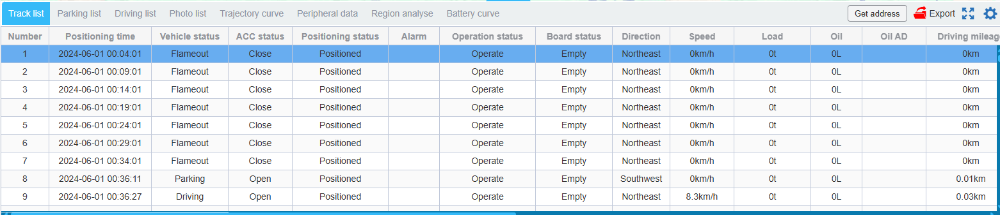 Track list Parking list Driving list Photo list Trajectory curve Peripheral data Region analyse Battery curve Get address Export
Number Positioning time Vehicle status ACC status Positioning status Alarm Operation status Board status Direction Speed Load Oil Oil AD Driving mileage
1 2024-06-01 00:04:01 Flameout Close Positioned Operate Empty Northeast 0km/h 0t 0L 0km
2 2024-06-01 00:09:01 Flameout Close Positioned Operate Empty Northeast 0km/h 0t 0L 0km
3 2024-06-01 00:14:01 Flameout Close Positioned Operate Empty Northeast 0km/h 0t 0L 0km
4 2024-06-01 00:19:01 Flameout Close Positioned Operate Empty Northeast 0km/h 0t 0L 0km
5 2024-06-01 00:24:01 Flameout Close Positioned Operate Empty Northeast 0km/h 0t 0L 0km
6 2024-06-01 00:29:01 Flameout Close Positioned Operate Empty Northeast 0km/h 0t 0L 0km
7 2024-06-01 00:34:01 Flameout Close Positioned Operate Empty Northeast 0km/h 0t 0L 0km
8 2024-06-01 00:36:11 Parking Open Positioned Operate Empty Southwest 0km/h 0t 0L 0.01km
9 2024-06-01 00:36:27 Driving Open Positioned Operate Empty Northeast 8.3km/h 0t 0L 0.03km